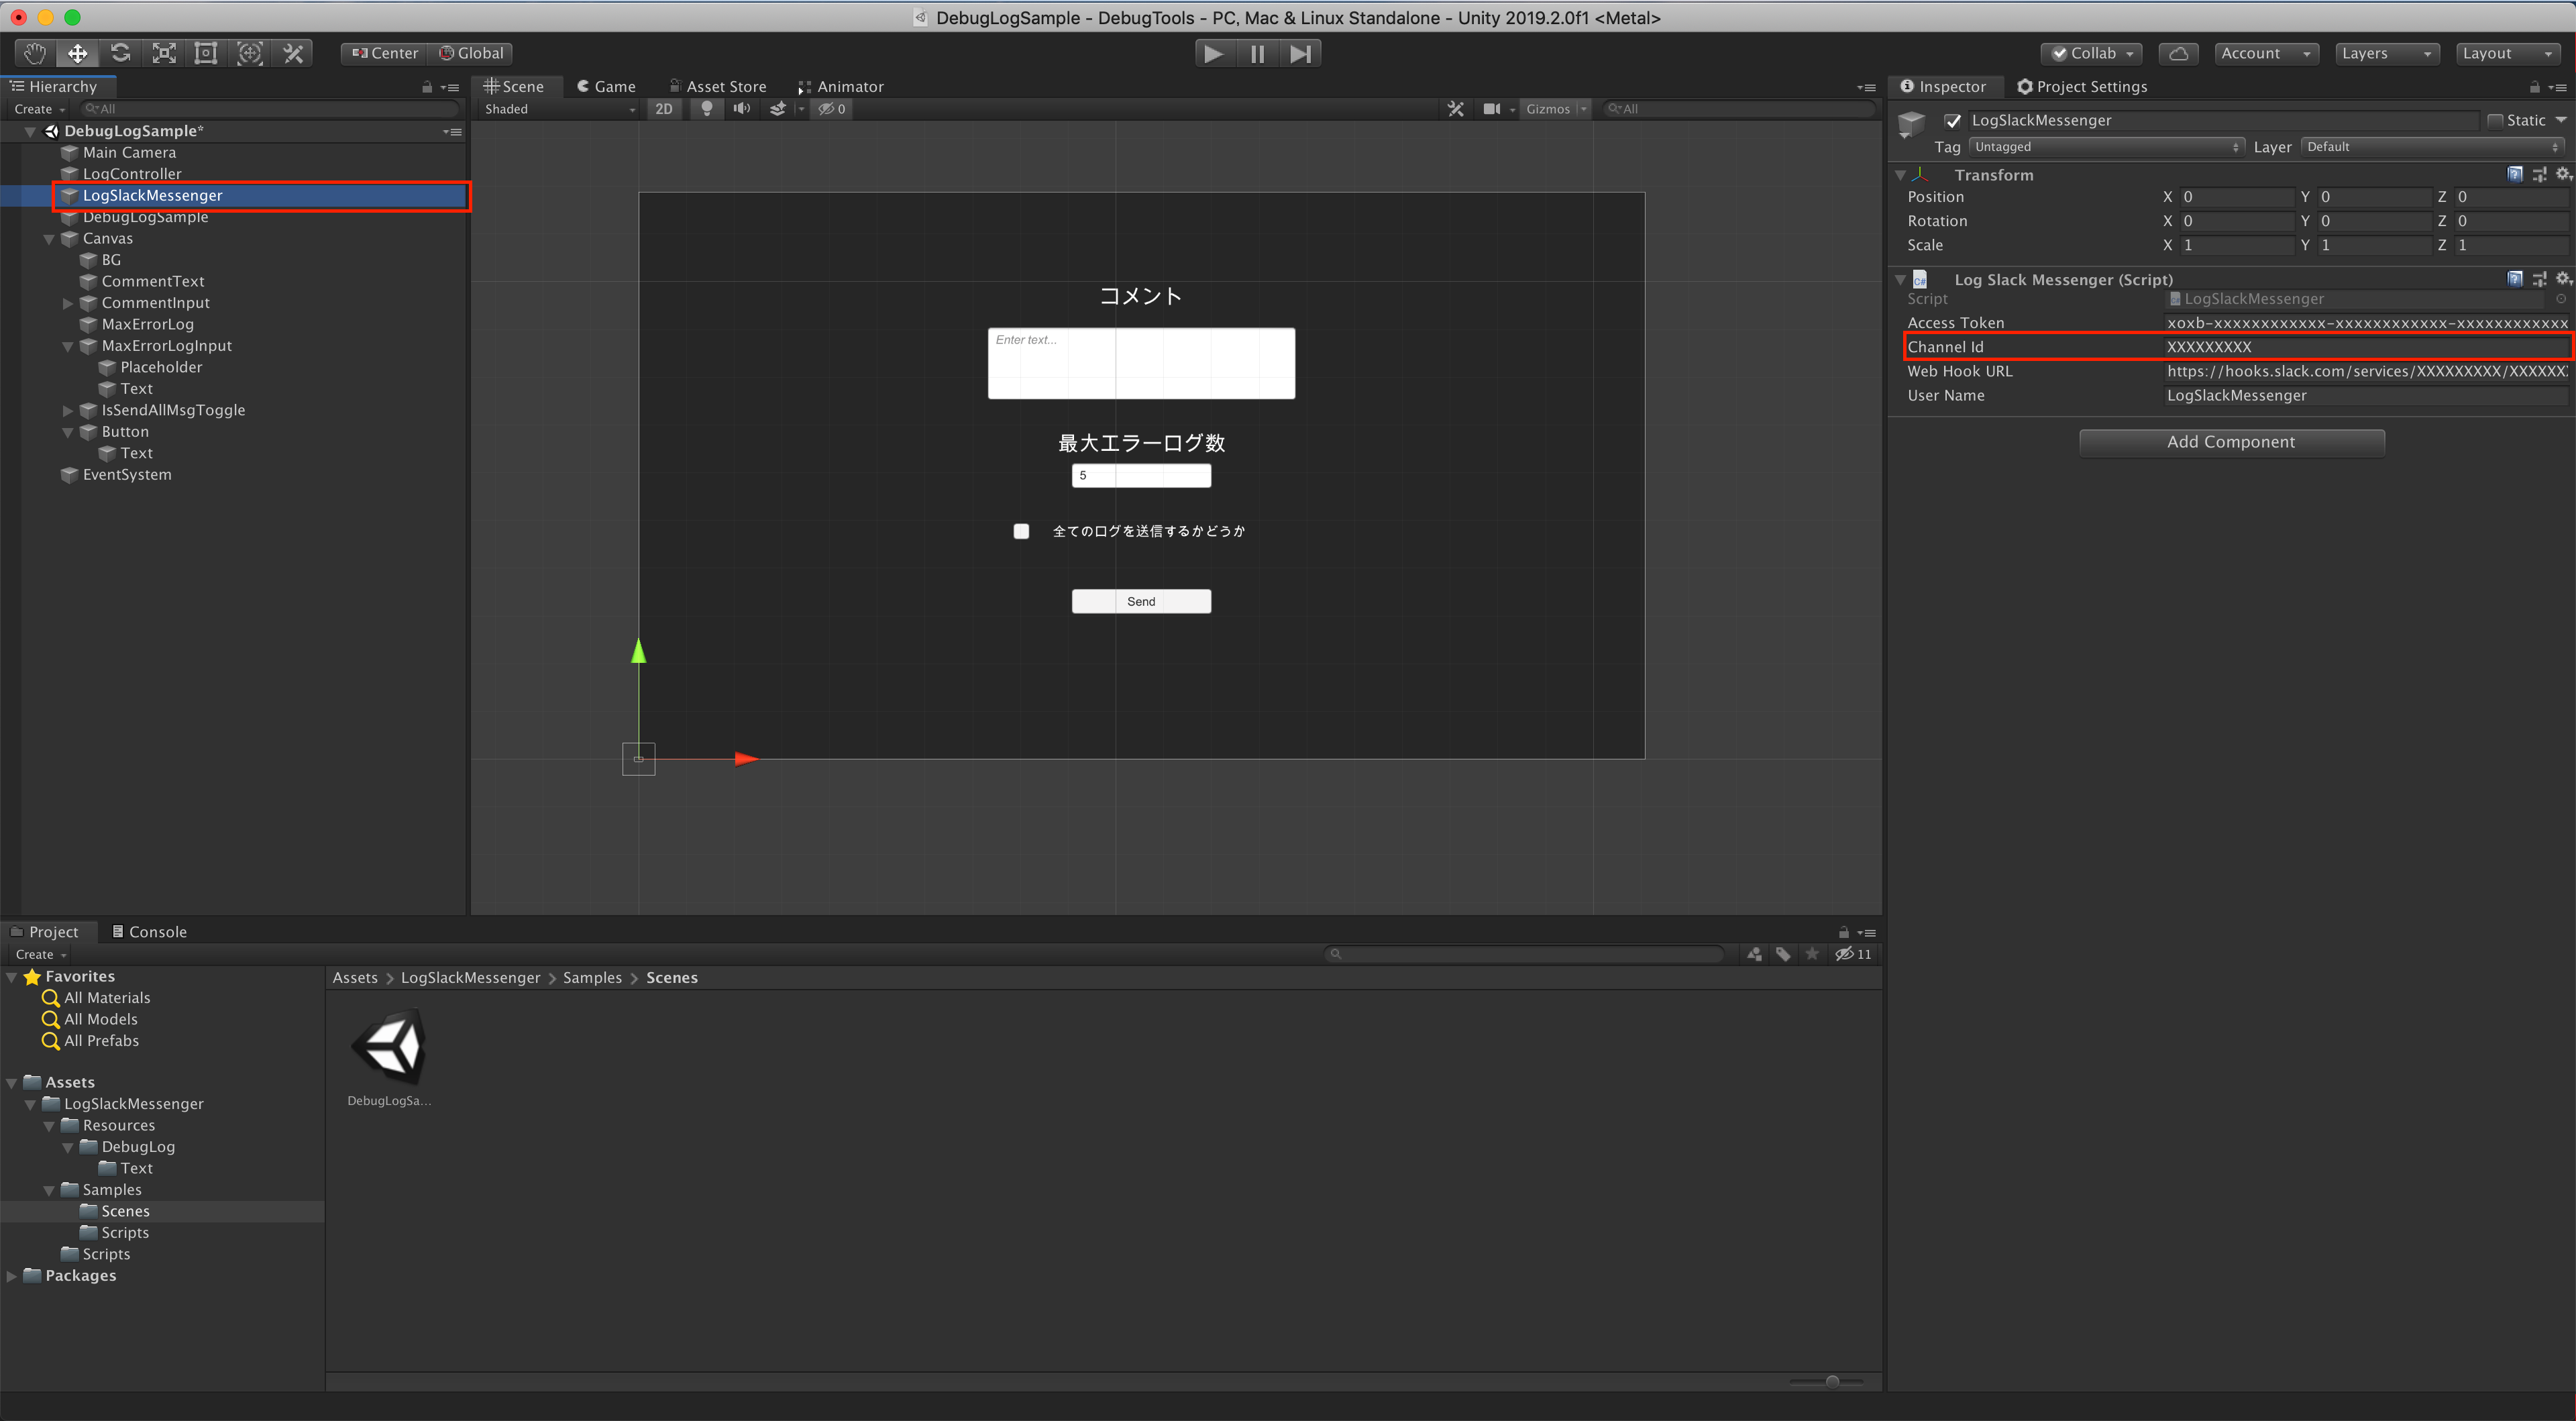 DebugLogSample - DebugTools - PC, Mac & Linux Standalone - Unity 2019.2.0f1 <Metal>
Center Global
Collab Account Layers Layout
Hierarchy
Create All
DebugLogSample*
Main Camera
LogController
LogSlackMessenger
DebugLogSample
Canvas
BG
CommentText
CommentInput
MaxErrorLog
MaxErrorLogInput
Placeholder
Text
IsSendAllMsgToggle
Button
Text
EventSystem
Scene Game Asset Store Animator
Shaded 2D 0 Gizmos All
コメント
Enter text...
最大エラーログ数
5
全てのログを送信するかどうか
Send
Inspector Project Settings
LogSlackMessenger Static
Tag Untagged Layer Default
Transform
Position X 0 Y 0 Z 0
Rotation X 0 Y 0 Z 0
Scale X 1 Y 1 Z 1
Log Slack Messenger (Script)
Script LogSlackMessenger
Access Token xoxb-xxxxxxxxxxxx-xxxxxxxxxxxx-xxxxxxxxxxxx
Channel Id XXXXXXXXX
Web Hook URL https://hooks.slack.com/services/XXXXXXXXX/XXXXXX
User Name LogSlackMessenger
Add Component
Project Console
Create 11
Favorites
All Materials
All Models
All Prefabs
Assets
LogSlackMessenger
Resources
DebugLog
Text
Samples
Scenes
Scripts
Scripts
Packages
Assets > LogSlackMessenger > Samples > Scenes
DebugLogSa...